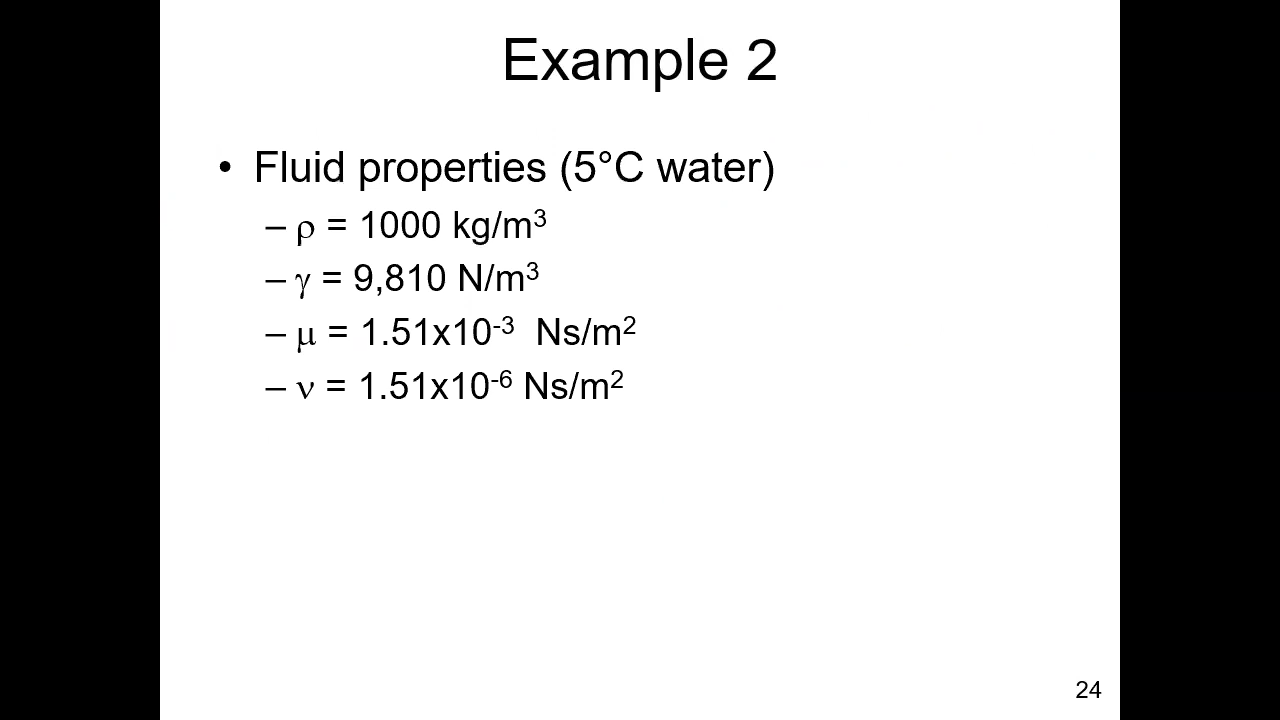 Example 2
• Fluid properties (5°C water)
– ρ = 1000 kg/m³
– γ = 9,810 N/m³
– μ = 1.51x10⁻³ Ns/m²
– ν = 1.51x10⁻⁶ Ns/m²
24